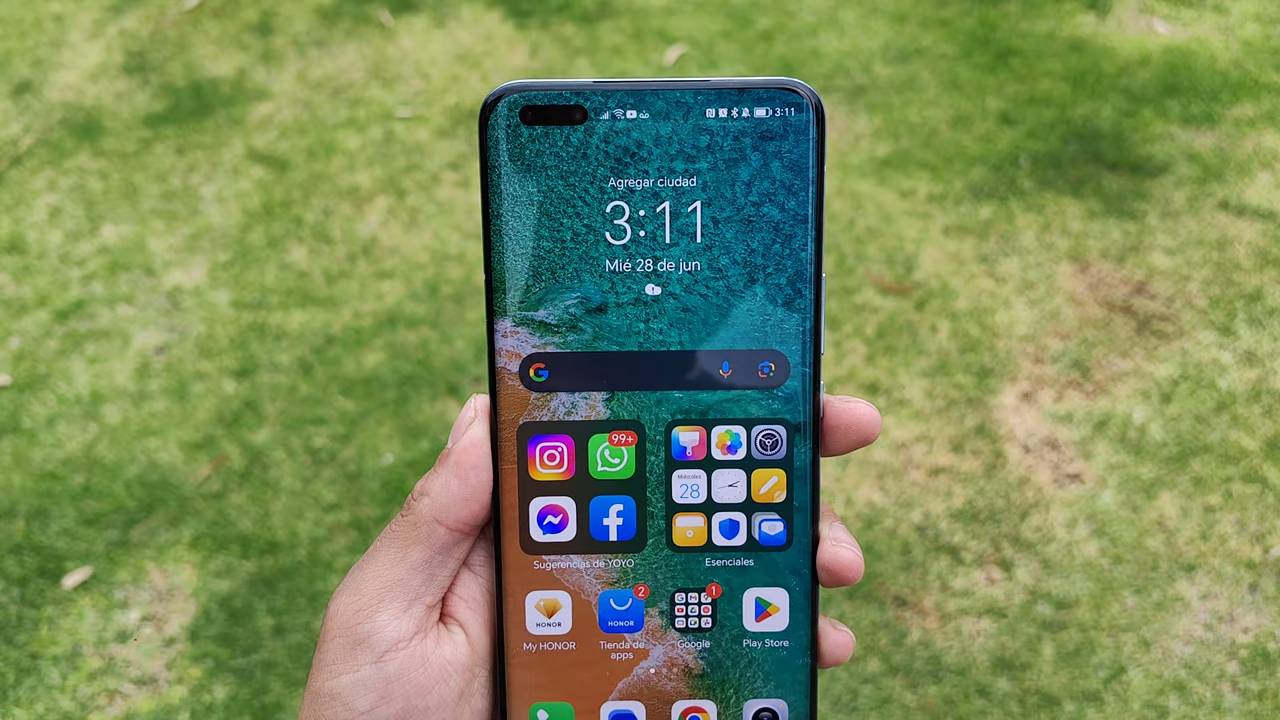 3:11
Agregar ciudad
3:11
Mié 28 de jun
99+
Miércoles
28
Sugerencias de YOYO
Esenciales
HONOR
2
HONOR
1
My HONOR
Tienda de
apps
Google
Play Store